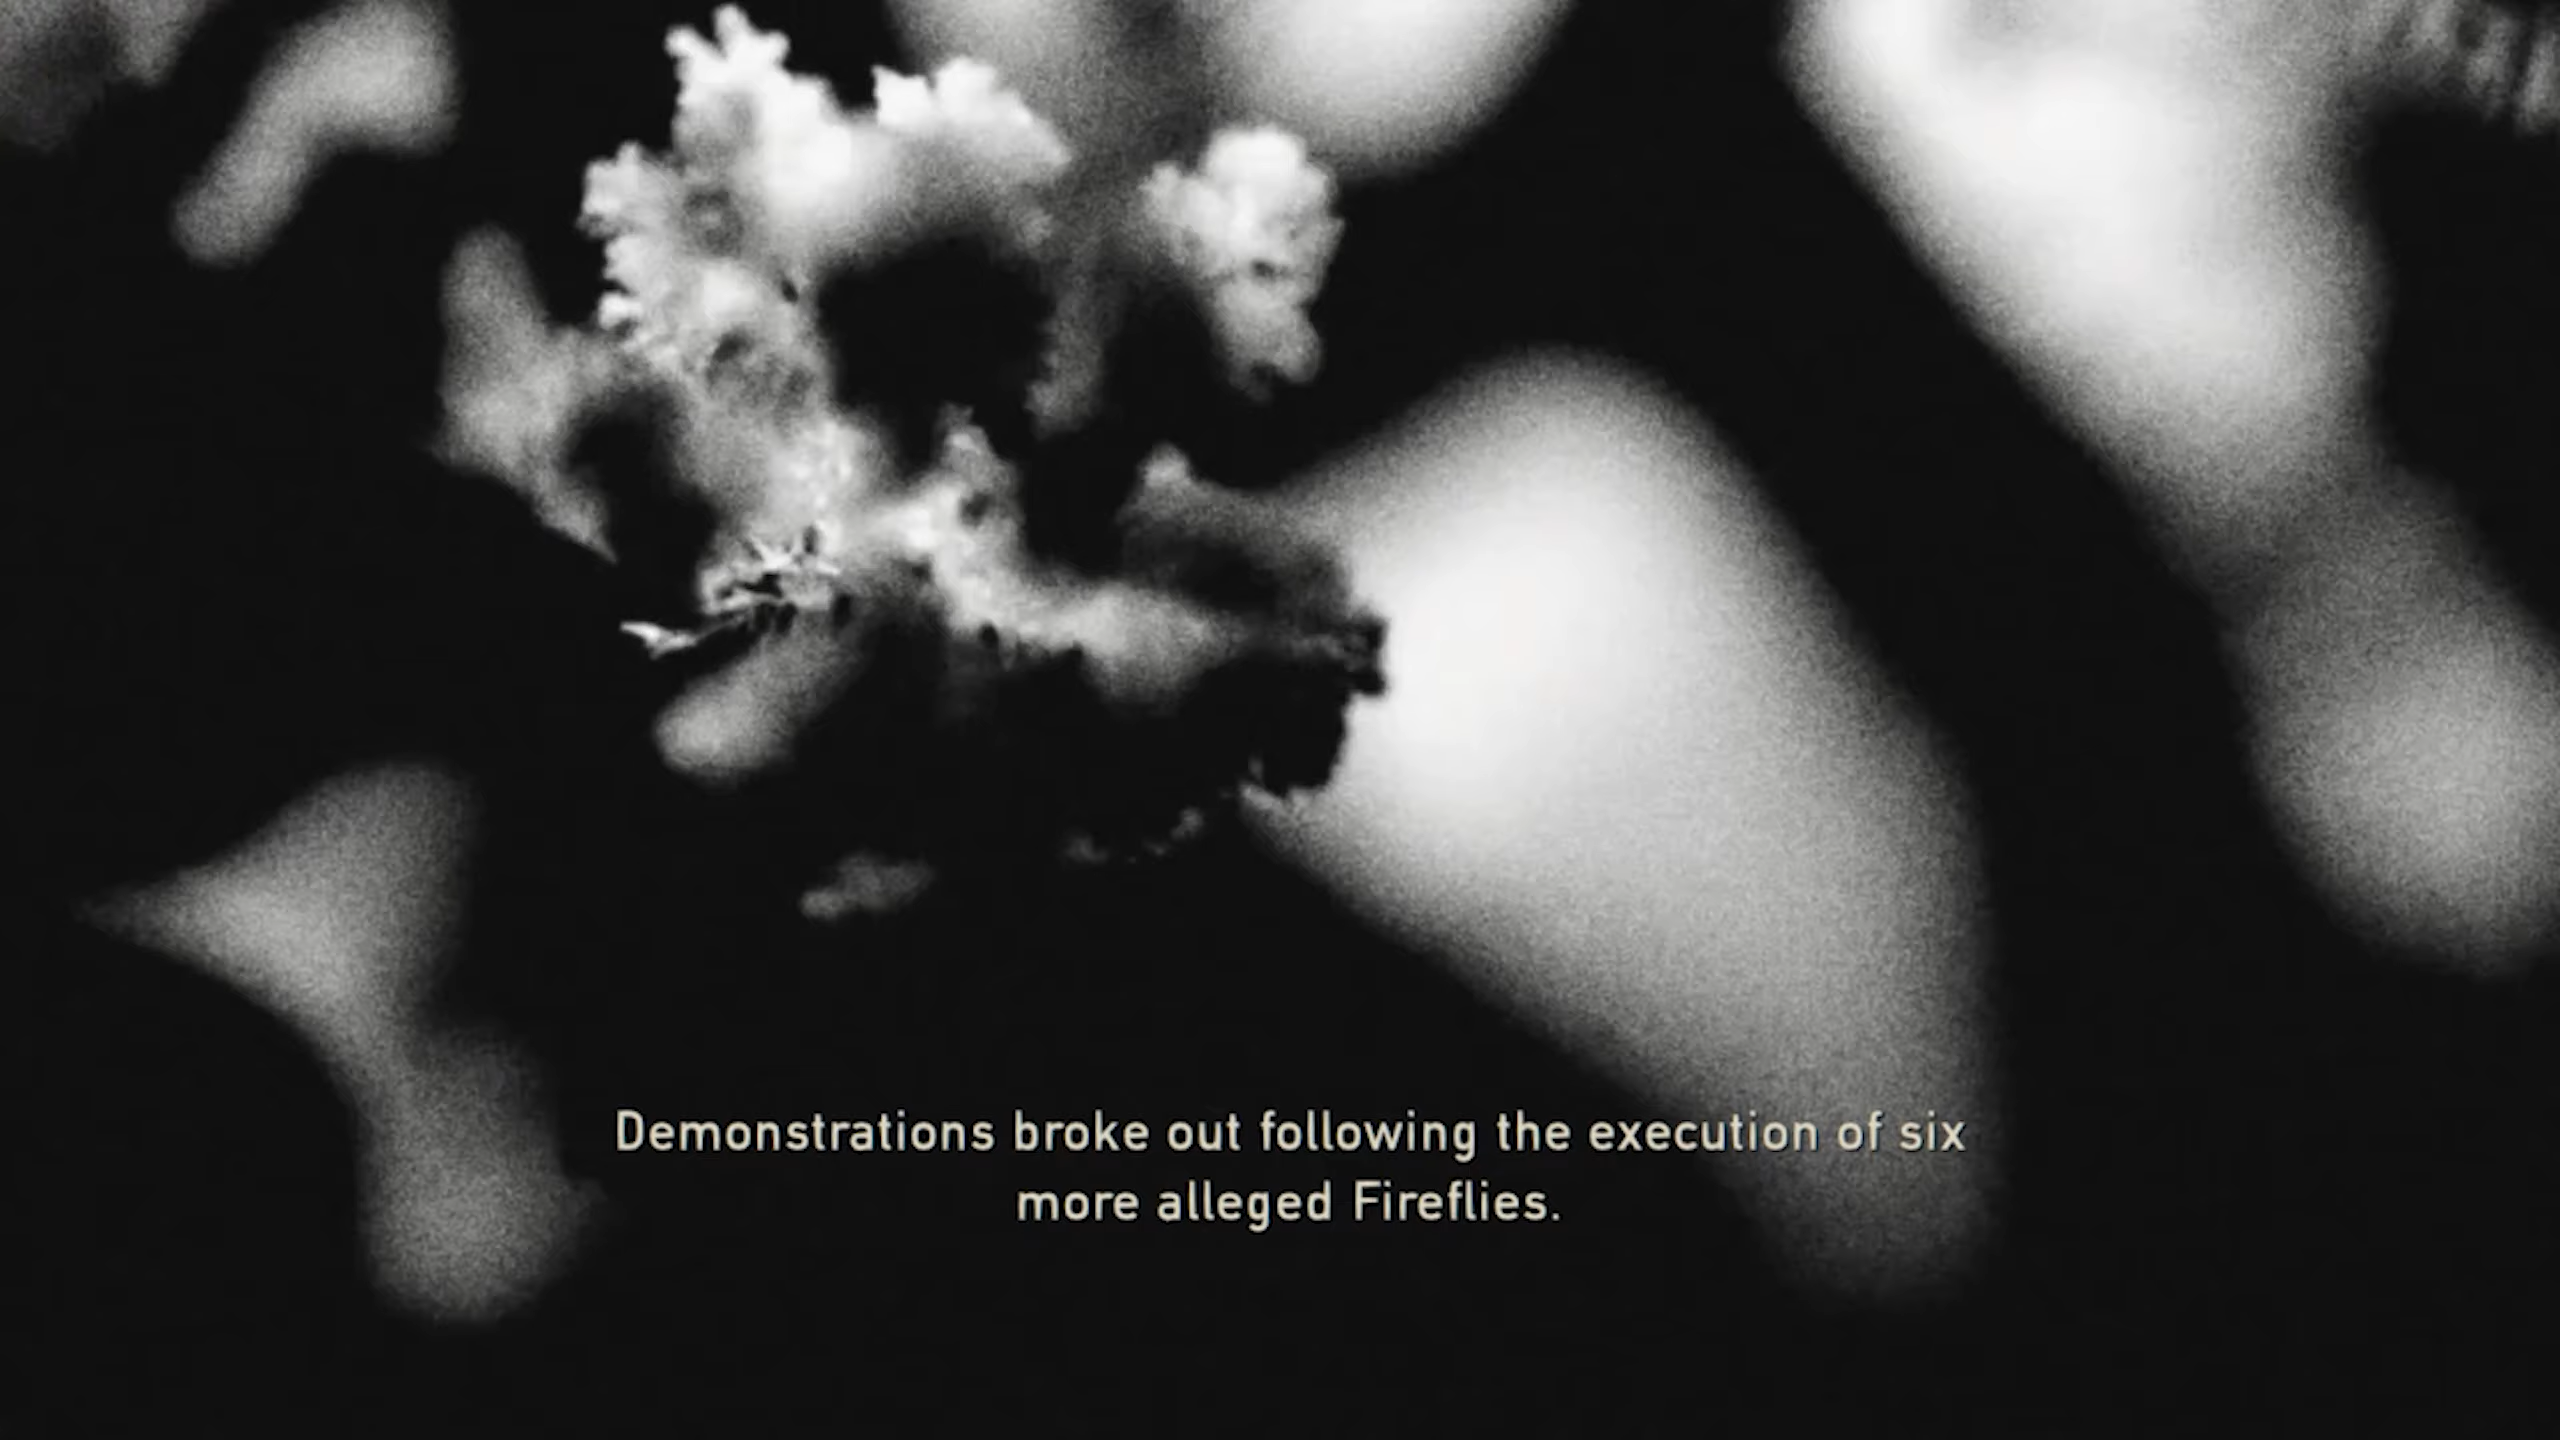 Demonstrations broke out following the execution of six
more alleged Fireflies.